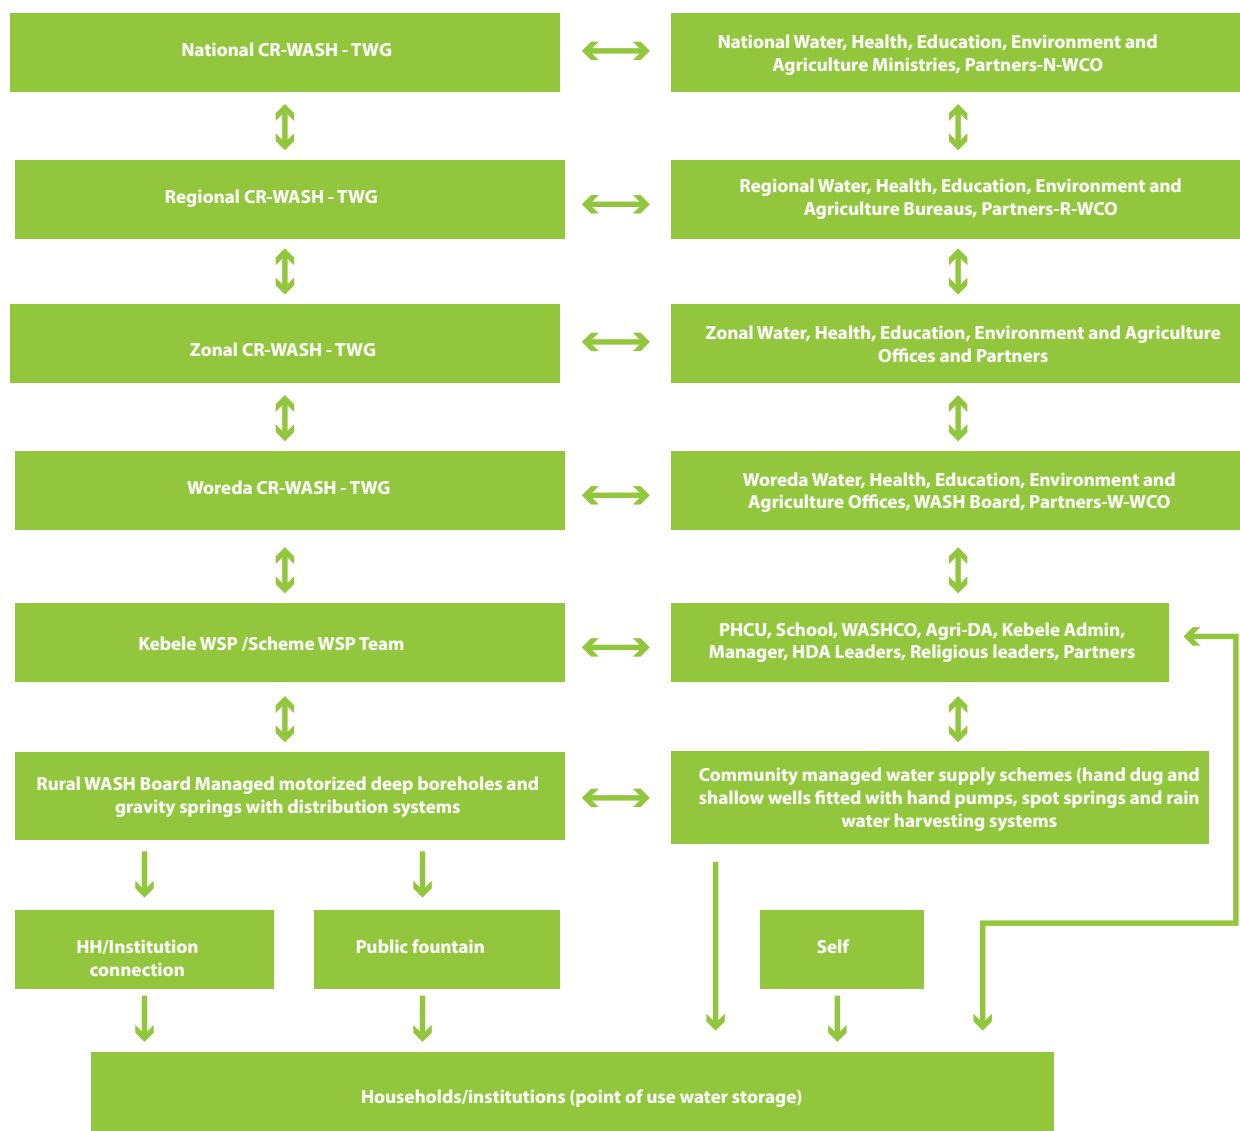 National CR-WASH - TWG
National Water, Health, Education, Environment and
Agriculture Ministries, Partners-N-WCO
Regional CR-WASH - TWG
Regional Water, Health, Education, Environment and
Agriculture Bureaus, Partners-R-WCO
Zonal CR-WASH - TWG
Zonal Water, Health, Education, Environment and Agriculture
Offices and Partners
Woreda CR-WASH - TWG
Woreda Water, Health, Education, Environment and
Agriculture Offices, WASH Board, Partners-W-WCO
Kebele WSP /Scheme WSP Team
PHCU, School, WASHCO, Agri-DA, Kebele Admin,
Manager, HDA Leaders, Religious leaders, Partners
Rural WASH Board Managed motorized deep boreholes and
gravity springs with distribution systems
Community managed water supply schemes (hand dug and
shallow wells fitted with hand pumps, spot springs and rain
water harvesting systems
HH/Institution
connection
Public fountain
Self
Households/institutions (point of use water storage)